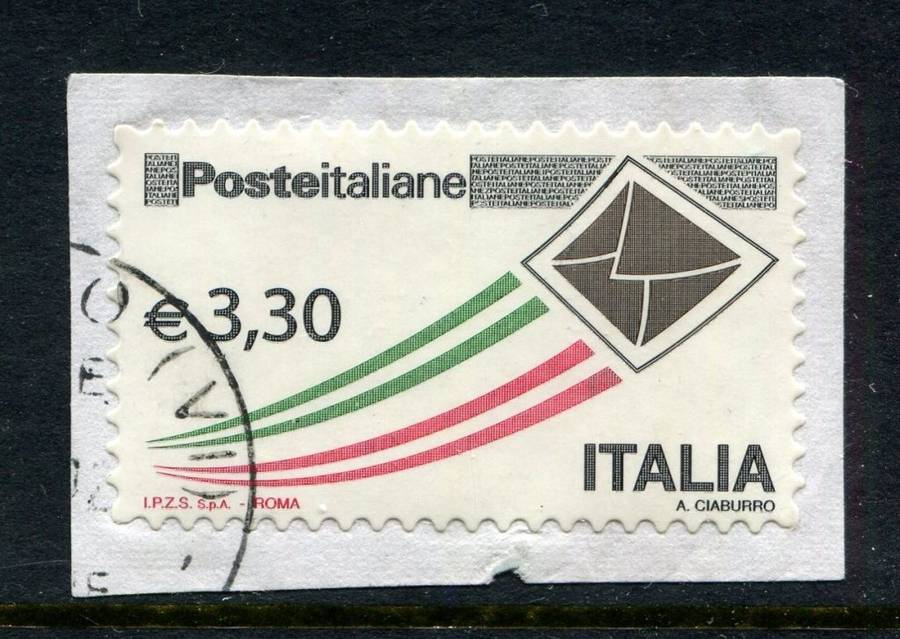 Posteitaliane
€ 3,30
ITALIA
I.P.Z.S. S.p.A. - ROMA
A. CIABURRO